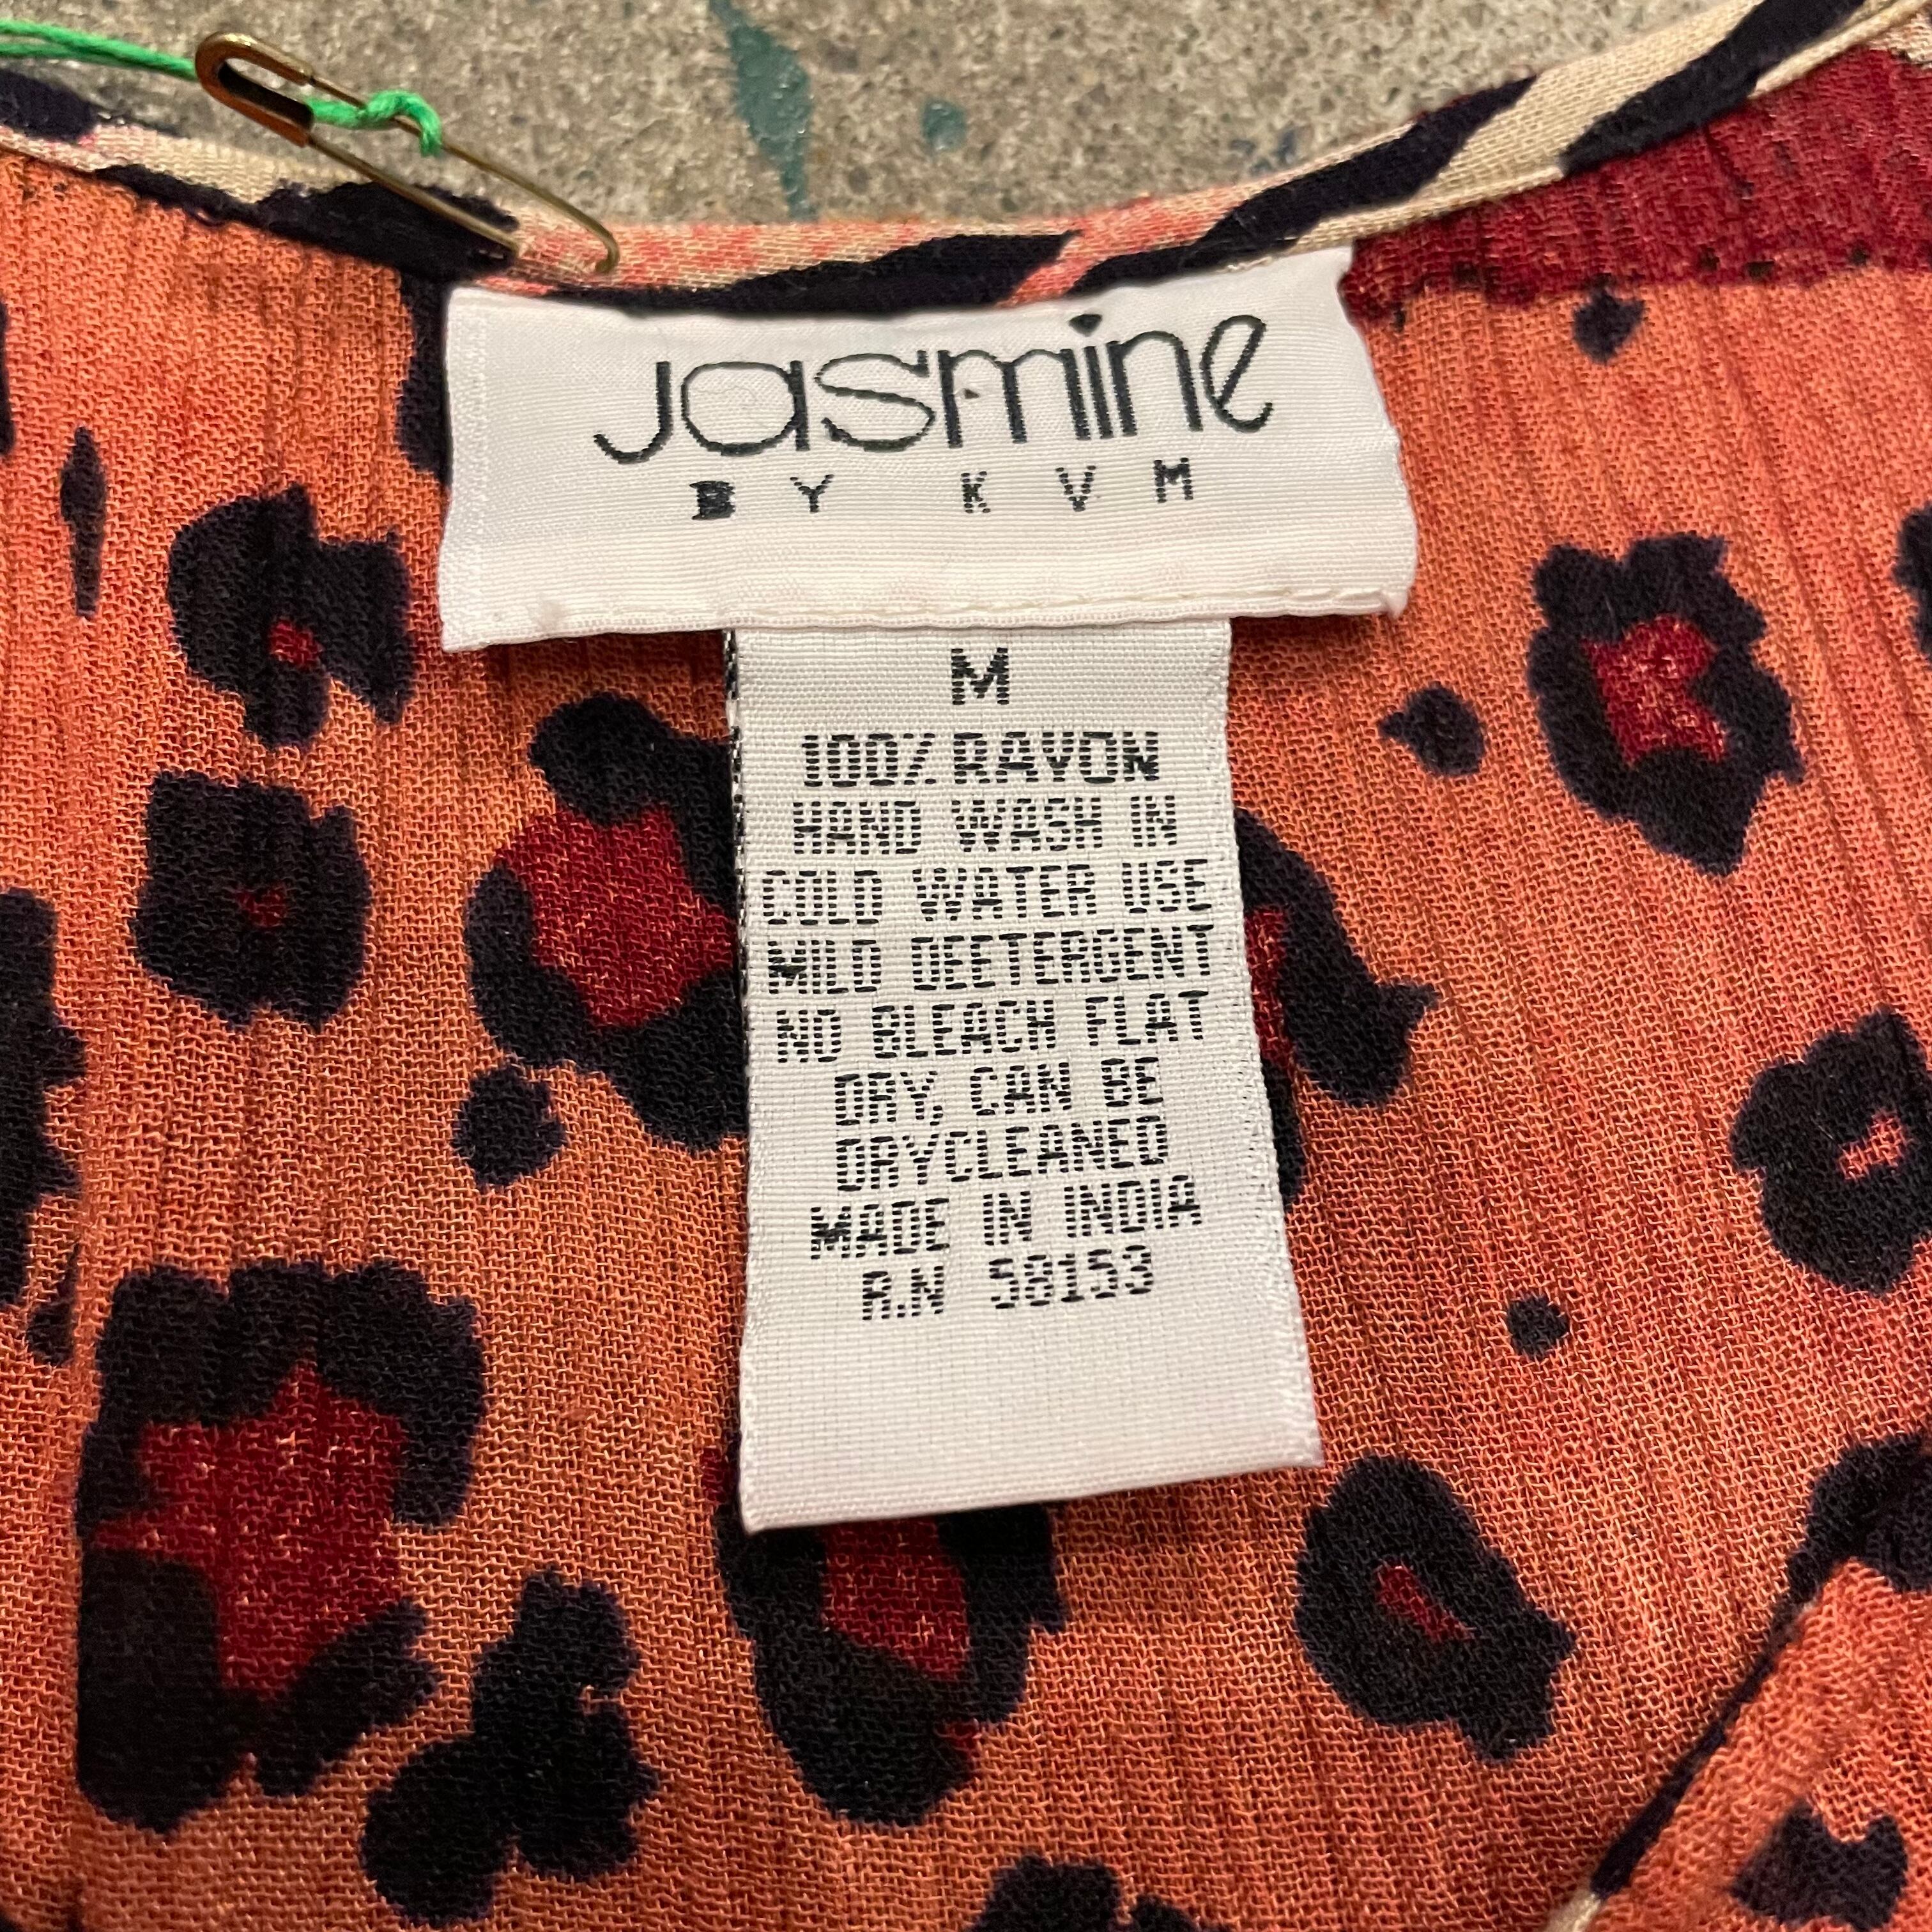 Jasmine
BY KVM
M
100% RAYON
HAND WASH IN
COLD WATER USE
MILD DEETERGENT
NO BLEACH FLAT
DRY, CAN BE
DRYCLEANED
MADE IN INDIA
R.N 58153